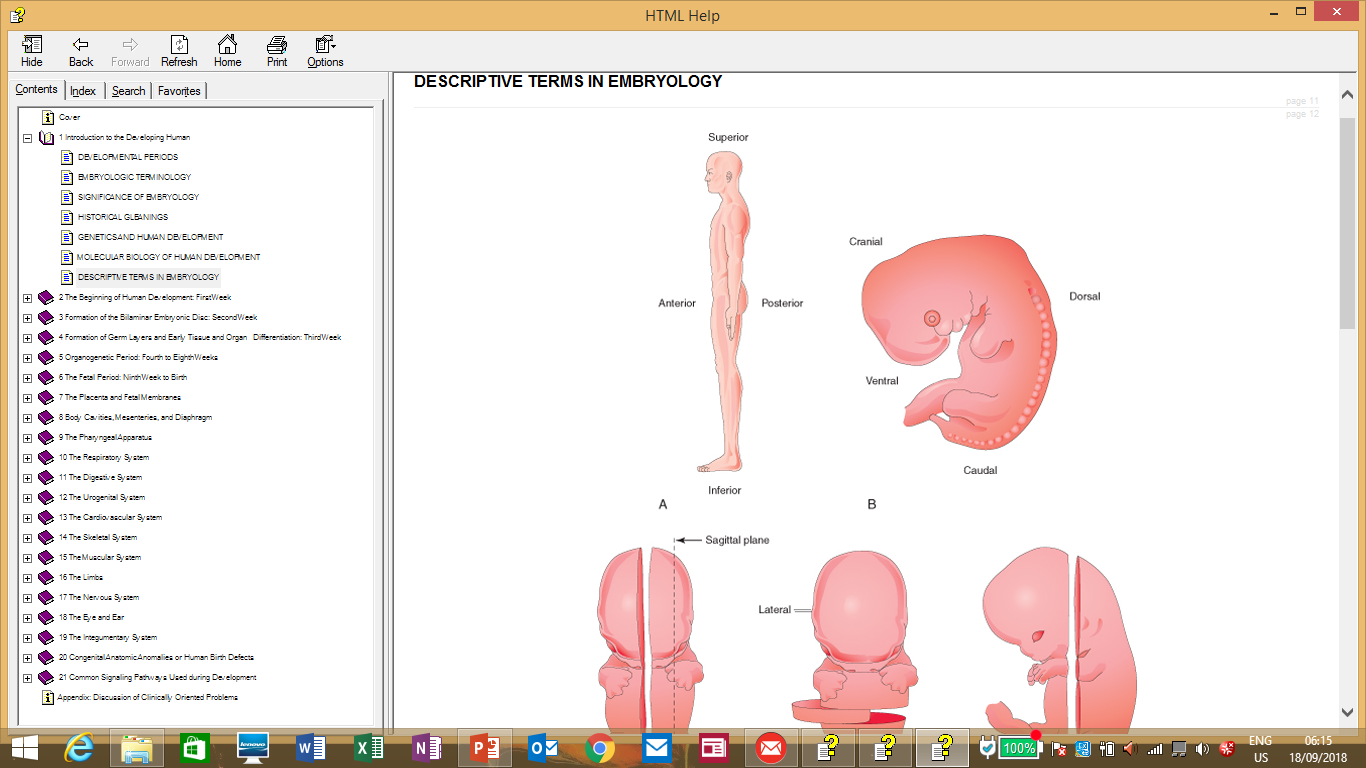 HTML Help
Hide Back Forward Refresh Home Print Options
Contents Index Search Favorites
Cover
1 Introduction to the Developing Human
DEVELOPMENTAL PERIODS
EMBRYOLOGIC TERMINOLOGY
SIGNIFICANCE OF EMBRYOLOGY
HISTORICAL GLEANINGS
GENETICS AND HUMAN DEVELOPMENT
MOLECULAR BIOLOGY OF HUMAN DEVELOPMENT
DESCRIPTIVE TERMS IN EMBRYOLOGY
2 The Beginning of Human Development: First Week
3 Formation of the Bilaminar Embryonic Disc: Second Week
4 Formation of Germ Layers and Early Tissue and Organ Differentiation: Third Week
5 Organogenetic Period: Fourth to Eighth Weeks
6 The Fetal Period: Ninth Week to Birth
7 The Placenta and Fetal Membranes
8 Body Cavities, Mesenteries, and Diaphragm
9 The Pharyngeal Apparatus
10 The Respiratory System
11 The Digestive System
12 The Urogenital System
13 The Cardiovascular System
14 The Skeletal System
15 The Muscular System
16 The Limbs
17 The Nervous System
18 The Eye and Ear
19 The Integumentary System
20 Congenital Anatomic Anomalies or Human Birth Defects
21 Common Signalling Pathways Used during Development
Appendix: Discussion of Clinically Oriented Problems
DESCRIPTIVE TERMS IN EMBRYOLOGY
page 11
page 12
Superior
Cranial
Anterior Posterior
Dorsal
Ventral
Caudal
Inferior
A B
Sagittal plane
Lateral
lenovo
100%
ENG
US
06:15
18/09/2018